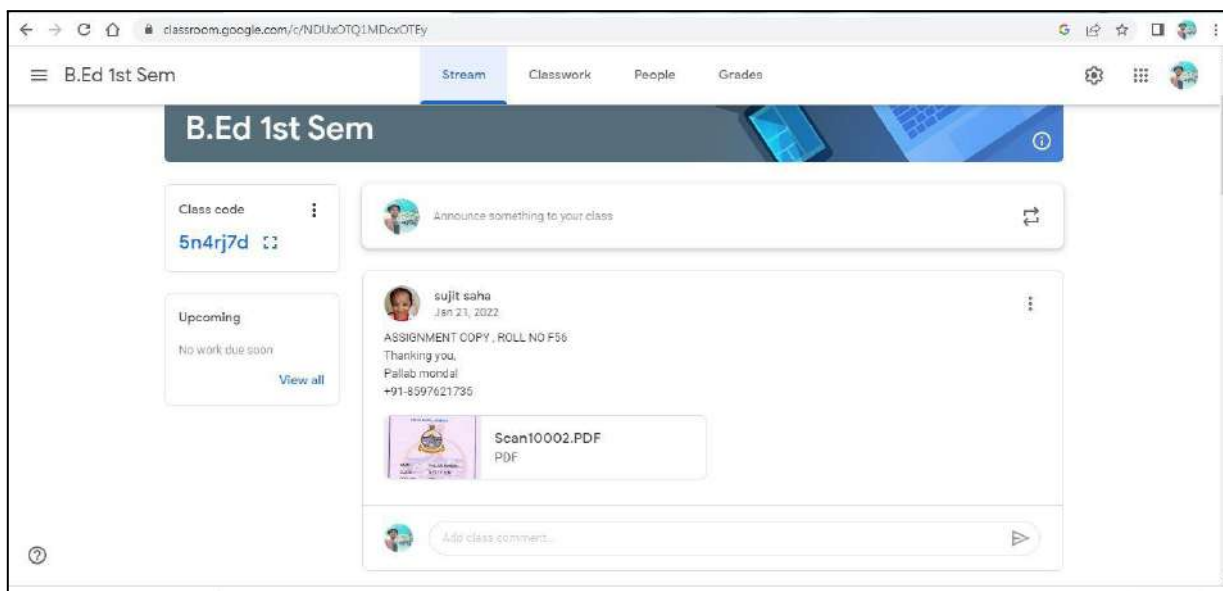 classroom.google.com/c/NDUxOTQ1MDcxOTEy
B.Ed 1st Sem
Stream
Classwork
People
Grades
B.Ed 1st Sem
Class code
5n4rj7d
Announce something to your class
Upcoming
No work due soon
View all
sujit saha
Jan 21, 2022
ASSIGNMENT COPY , ROLL NO F56
Thanking you,
Pallab mondal
+91-8597621735
Scan10002.PDF
PDF
Add class comment...